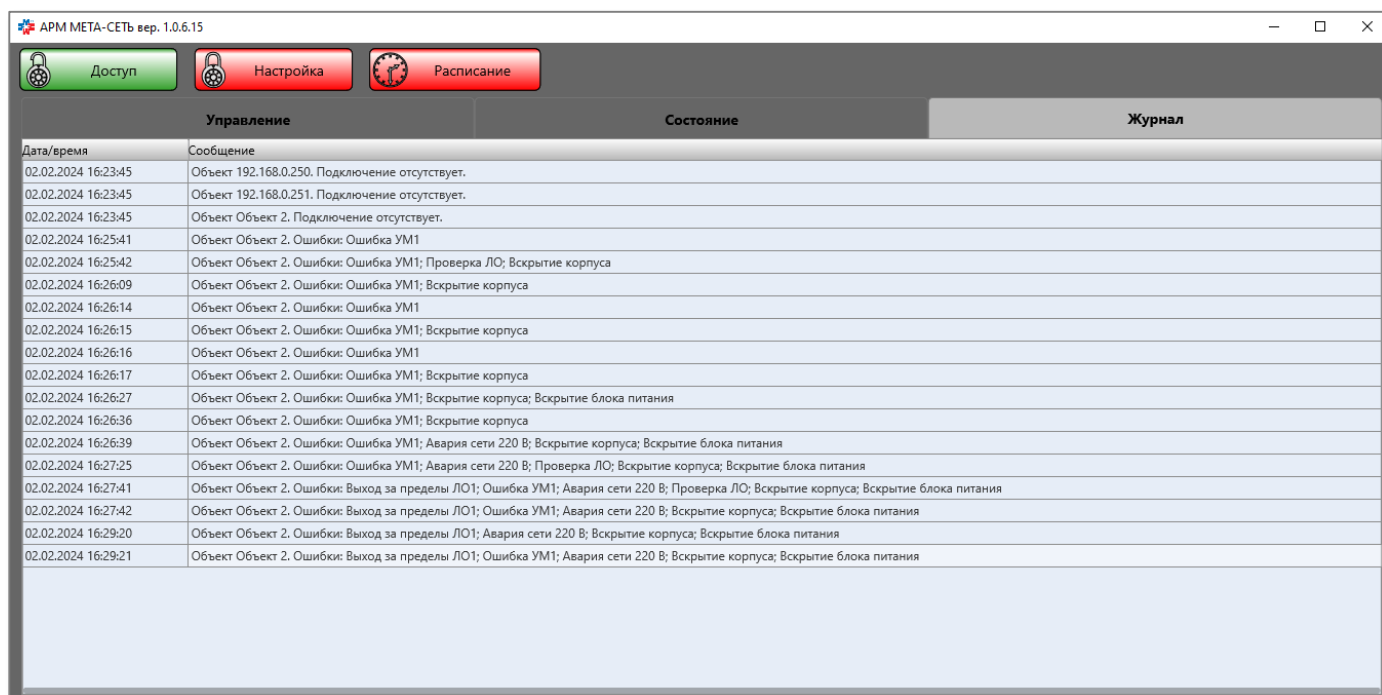 АРМ МЕТА-СЕТЬ вер. 1.0.6.15
Доступ Настройка Расписание
Управление Состояние Журнал
Дата/время Сообщение
02.02.2024 16:23:45 Объект 192.168.0.250. Подключение отсутствует.
02.02.2024 16:23:45 Объект 192.168.0.251. Подключение отсутствует.
02.02.2024 16:23:45 Объект Объект 2. Подключение отсутствует.
02.02.2024 16:25:41 Объект Объект 2. Ошибки: Ошибка УМ1
02.02.2024 16:25:42 Объект Объект 2. Ошибки: Ошибка УМ1; Проверка ЛО; Вскрытие корпуса
02.02.2024 16:26:09 Объект Объект 2. Ошибки: Ошибка УМ1; Вскрытие корпуса
02.02.2024 16:26:14 Объект Объект 2. Ошибки: Ошибка УМ1
02.02.2024 16:26:15 Объект Объект 2. Ошибки: Ошибка УМ1; Вскрытие корпуса
02.02.2024 16:26:16 Объект Объект 2. Ошибки: Ошибка УМ1
02.02.2024 16:26:17 Объект Объект 2. Ошибки: Ошибка УМ1; Вскрытие корпуса
02.02.2024 16:26:27 Объект Объект 2. Ошибки: Ошибка УМ1; Вскрытие корпуса; Вскрытие блока питания
02.02.2024 16:26:36 Объект Объект 2. Ошибки: Ошибка УМ1; Вскрытие корпуса
02.02.2024 16:26:39 Объект Объект 2. Ошибки: Ошибка УМ1; Авария сети 220 В; Вскрытие корпуса; Вскрытие блока питания
02.02.2024 16:27:25 Объект Объект 2. Ошибки: Ошибка УМ1; Авария сети 220 В; Проверка ЛО; Вскрытие корпуса; Вскрытие блока питания
02.02.2024 16:27:41 Объект Объект 2. Ошибки: Выход за пределы ЛО1; Ошибка УМ1; Авария сети 220 В; Проверка ЛО; Вскрытие корпуса; Вскрытие блока питания
02.02.2024 16:27:42 Объект Объект 2. Ошибки: Выход за пределы ЛО1; Ошибка УМ1; Авария сети 220 В; Вскрытие корпуса; Вскрытие блока питания
02.02.2024 16:29:20 Объект Объект 2. Ошибки: Выход за пределы ЛО1; Авария сети 220 В; Вскрытие корпуса; Вскрытие блока питания
02.02.2024 16:29:21 Объект Объект 2. Ошибки: Выход за пределы ЛО1; Ошибка УМ1; Авария сети 220 В; Вскрытие корпуса; Вскрытие блока питания